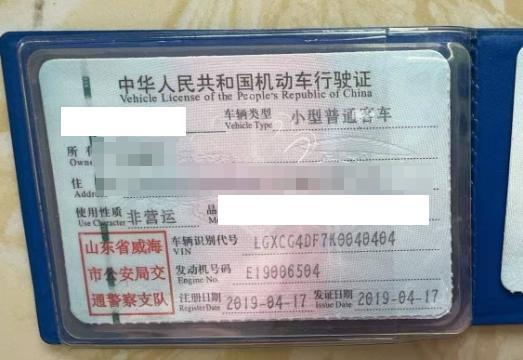 中华人民共和国机动车行驶证
Vehicle License of the People's Republic of China
车辆类型 小型普通客车
Vehicle Type
所有
Owne
住
Address
使用性质 非营运 品
Use Character
山东省威海
市公安局交
通警察支队
车辆识别代号 LGXCG4DF7K0040404
VIN
发动机号码 E19006504
Engine No.
注册日期 2019-04-17 发证日期 2019-04-17
Register Date Issue Date